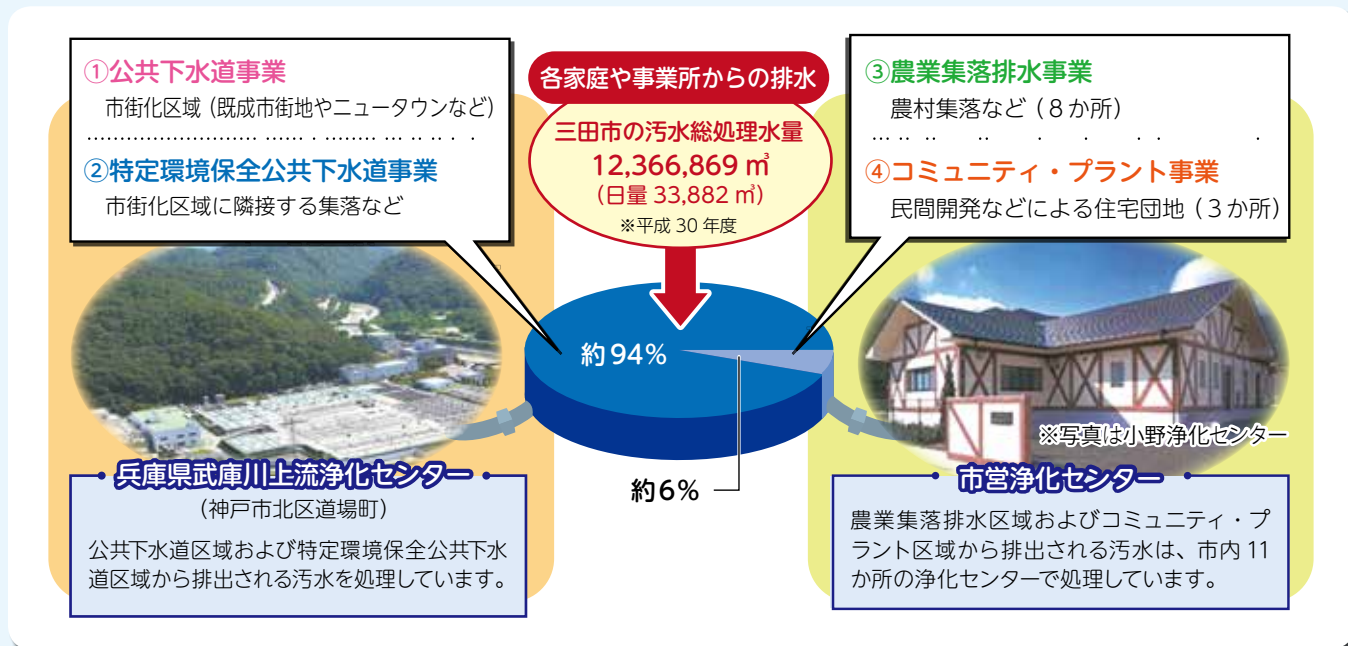 ①公共下水道事業
市街化区域（既成市街地やニュータウンなど）
②特定環境保全公共下水道事業
市街化区域に隣接する集落など
各家庭や事業所からの排水
三田市の汚水総処理水量
12,366,869 ㎥
(日量 33,882 ㎥)
※平成 30 年度
③農業集落排水事業
農村集落など（８か所）
④コミュニティ・プラント事業
民間開発などによる住宅団地（３か所）
約94%
約6%
※写真は小野浄化センター
兵庫県武庫川上流浄化センター
（神戸市北区道場町）
公共下水道区域および特定環境保全公共下水
道区域から排出される汚水を処理しています。
市営浄化センター
農業集落排水区域およびコミュニティ・プ
ラント区域から排出される汚水は、市内 11
か所の浄化センターで処理しています。